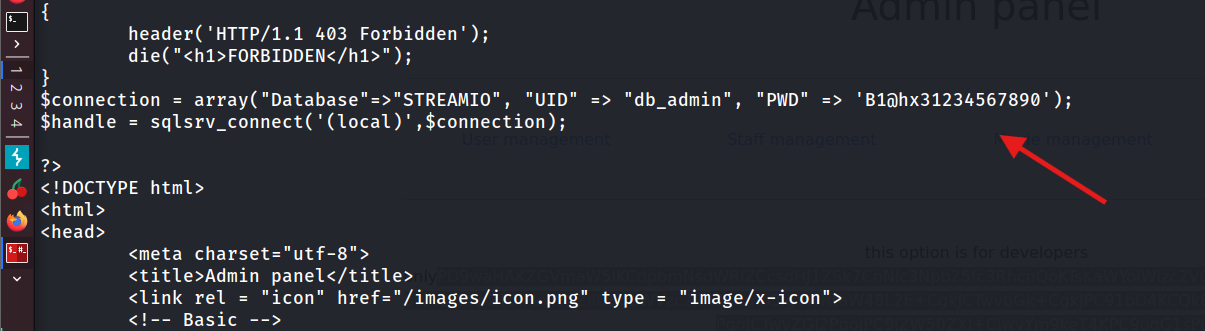 Admin panel
{
header('HTTP/1.1 403 Forbidden');
die("<h1>FORBIDDEN</h1>");
}
$connection = array("Database"=>"STREAMIO", "UID" => "db_admin", "PWD" => 'B1@hx31234567890');
$handle = sqlsrv_connect('(local)',$connection);
User management
Staff management
management
?>
<!DOCTYPE html>
<html>
<head>
<meta charset="utf-8">
this option is for developers
<title>Admin panel</title>
<link rel = "icon" href="/images/icon.png" type = "image/x-icon">
<!-- Basic -->
1
2
3
4